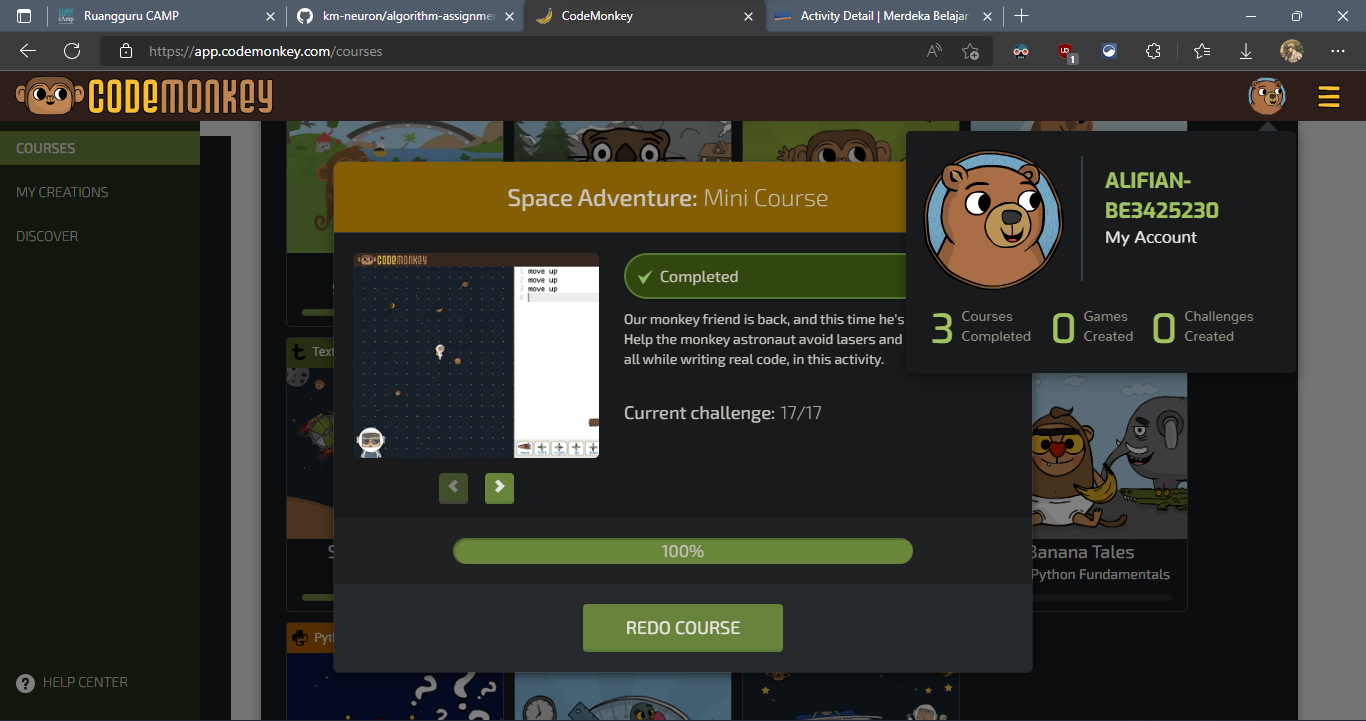 Ruangguru CAMP
km-neuron/algorithm-assignmen
CodeMonkey
Activity Detail | Merdeka Belajar
https://app.codemonkey.com/courses
1
CODEMONKEY
COURSES
MY CREATIONS
DISCOVER
HELP CENTER
Space Adventure: Mini Course
CODEMONKEY
1 move up
2 move up
3 move up
4
Completed
Our monkey friend is back, and this time he's
Help the monkey astronaut avoid lasers and
all while writing real code, in this activity.
Current challenge: 17/17
100%
REDO COURSE
ALIFIAN-
BE3425230
My Account
3 Courses Completed
0 Games Created
0 Challenges Created
Text
S
Banana Tales
Python Fundamentals
Pyt